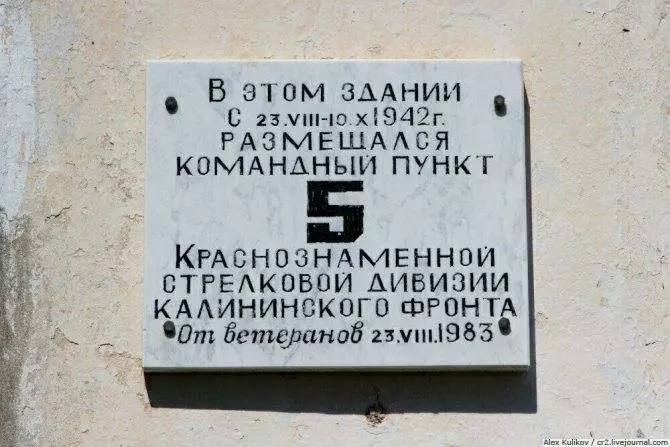 В ЭТОМ ЗДАНИИ
С 23.VIII-10.X 1942 г.
РАЗМЕЩАЛСЯ
КОМАНДНЫЙ ПУНКТ
5
КРАСНОЗНАМЕННОЙ
СТРЕЛКОВОЙ ДИВИЗИИ
КАЛИНИНСКОГО ФРОНТА
От ветеранов 23.VIII.1983
Alex Kulikov / cr2.livejournal.com